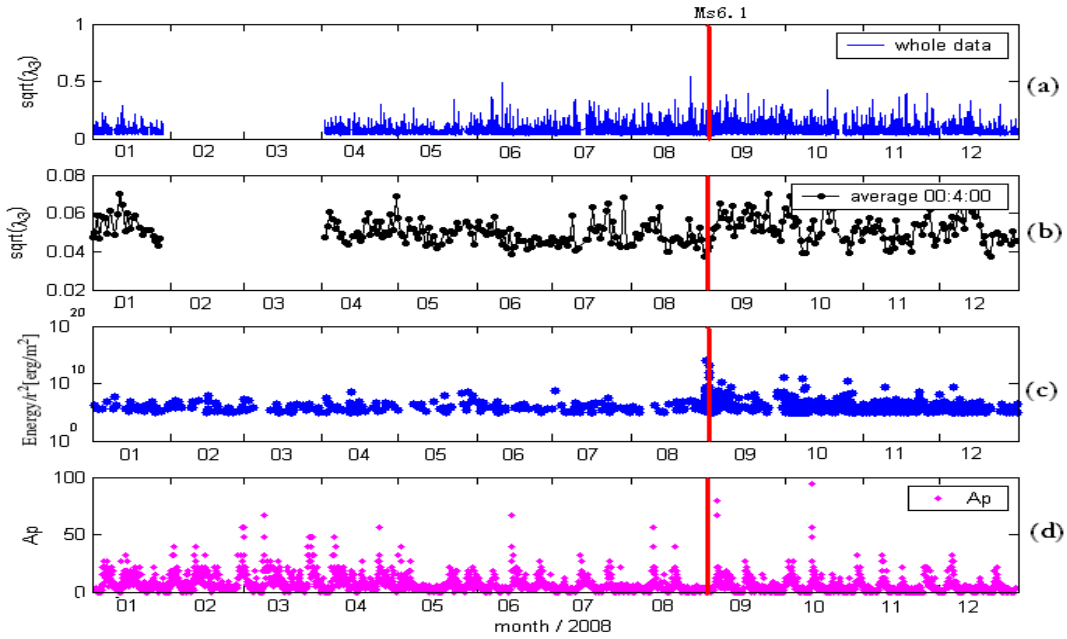 Ms6.1
1
0.5
0
sqrt(λ3)
whole data
(a)
01 02 03 04 05 06 07 08 09 10 11 12
0.08
0.06
0.04
0.02
sqrt(λ3)
average 00:4:00
(b)
01 02 03 04 05 06 07 08 09 10 11 12
10^20
10^10
10^0
Energy/r²[erg/m²]
(c)
01 02 03 04 05 06 07 08 09 10 11 12
100
50
0
Ap
Ap
(d)
01 02 03 04 05 06 07 08 09 10 11 12
month / 2008